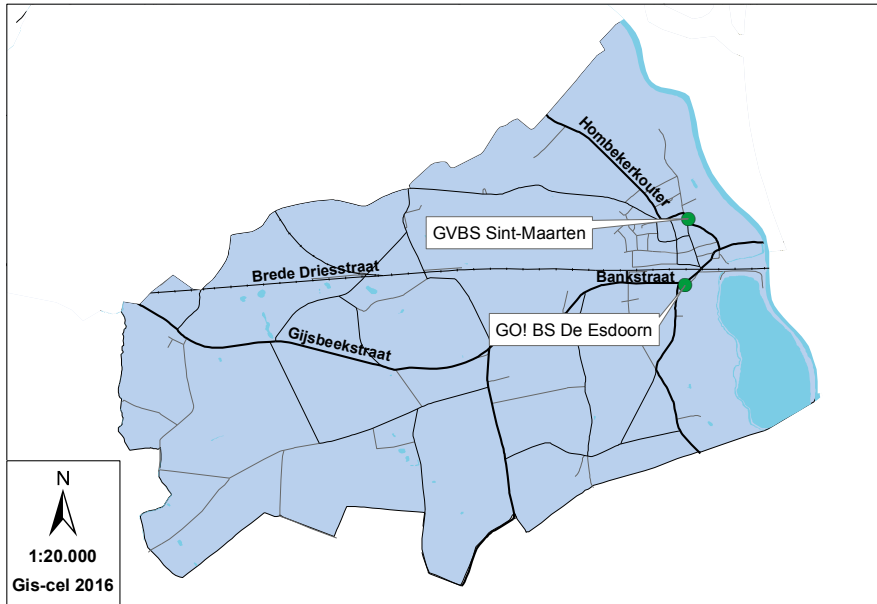 Hombekerkouter
GVBS Sint-Maarten
Brede Driesstraat
Bankstraat
GO! BS De Esdoorn
Gijsbeekstraat
N
1:20.000
Gis-cel 2016